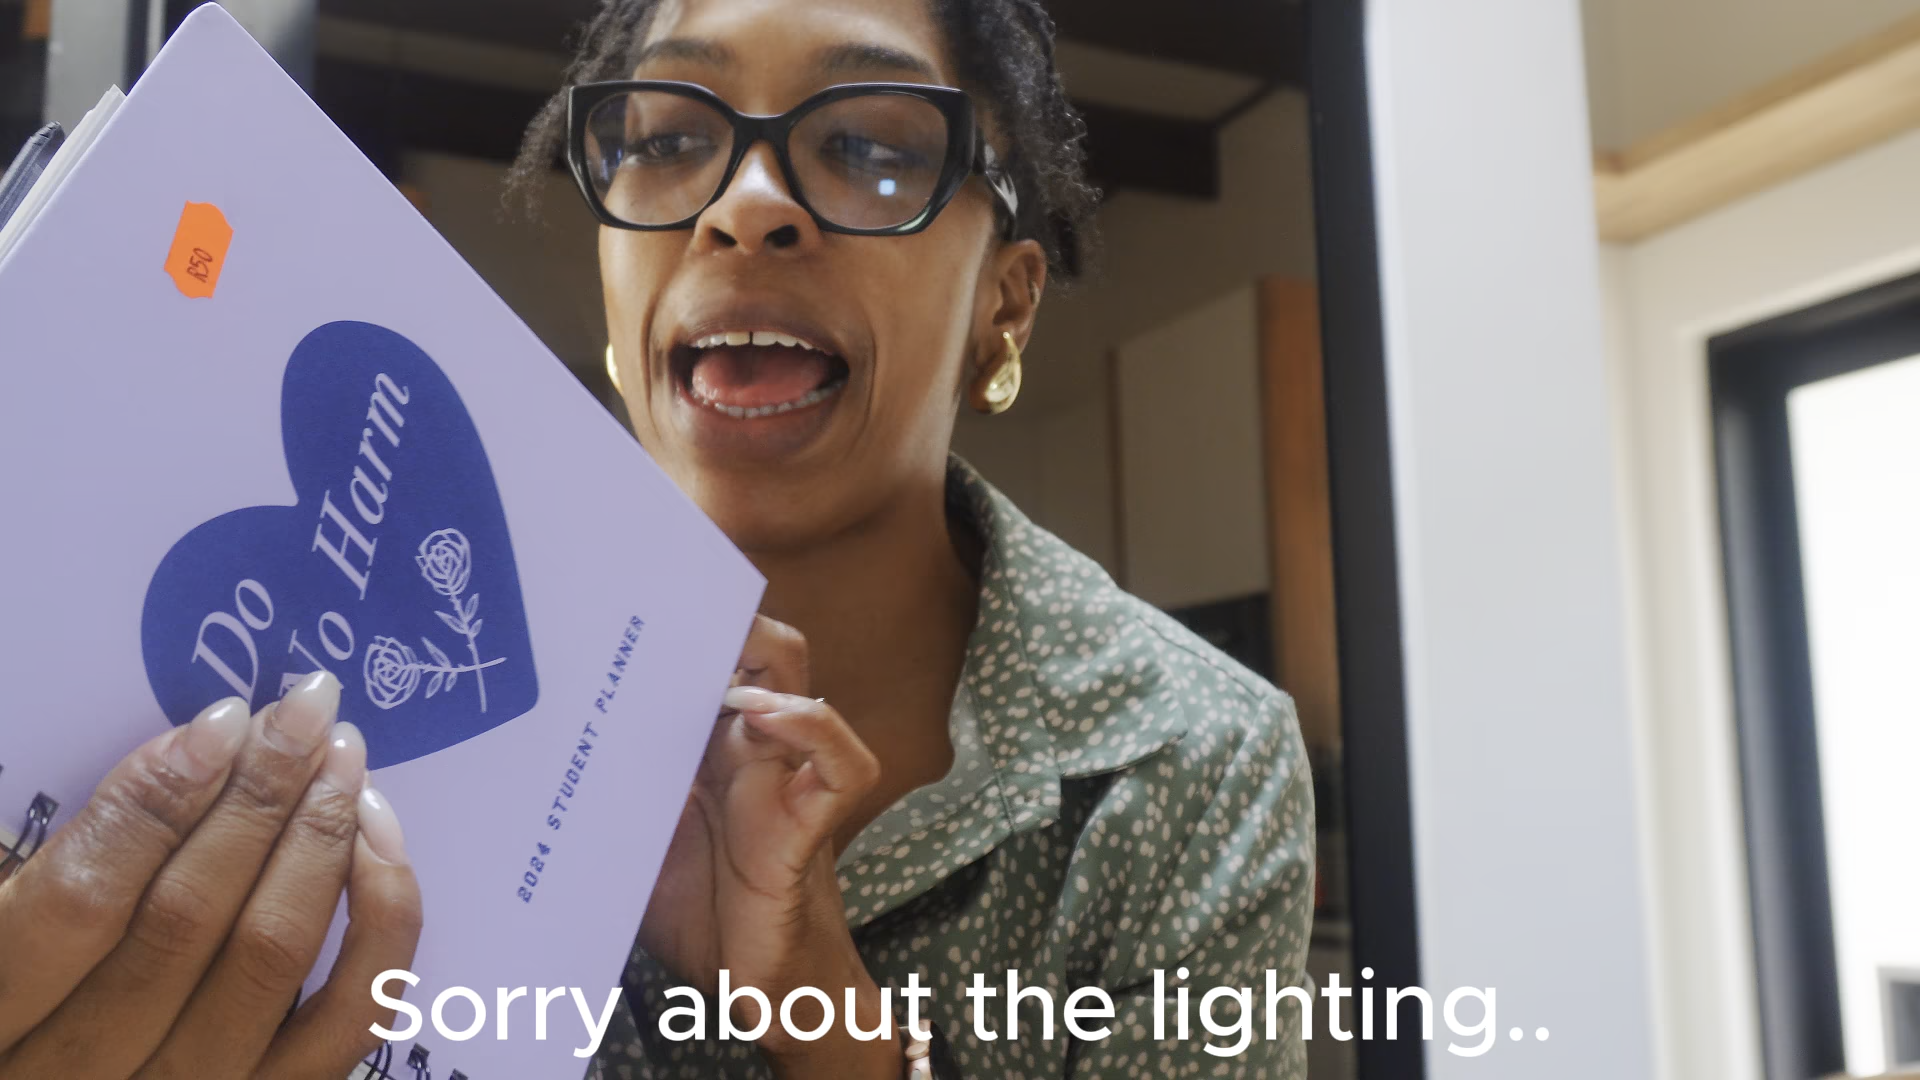 R50
Do
No Harm
2024 STUDENT PLANNER
Sorry about the lighting..